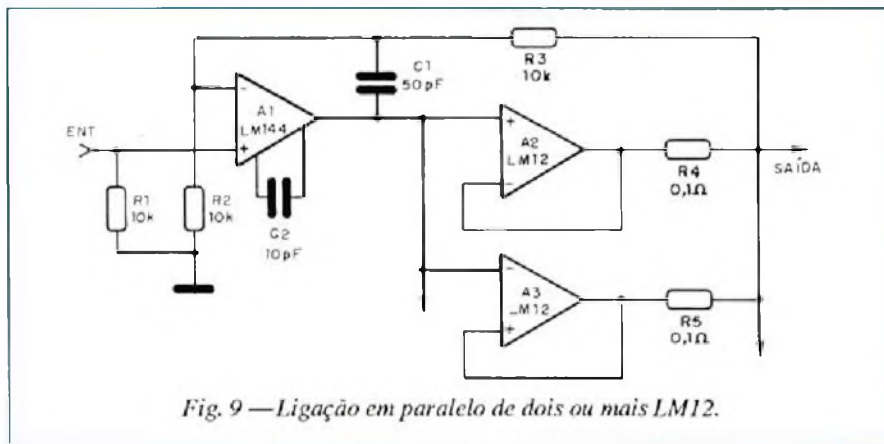 C1
50pF
R3
10k
A1
LM144
-
+
ENT
R1
10k
R2
10k
C2
10pF
+
A2
LM12
-
R4
0,1Ω
SAÍDA
-
A3
LM12
+
R5
0,1Ω
Fig. 9 — Ligação em paralelo de dois ou mais LM12.